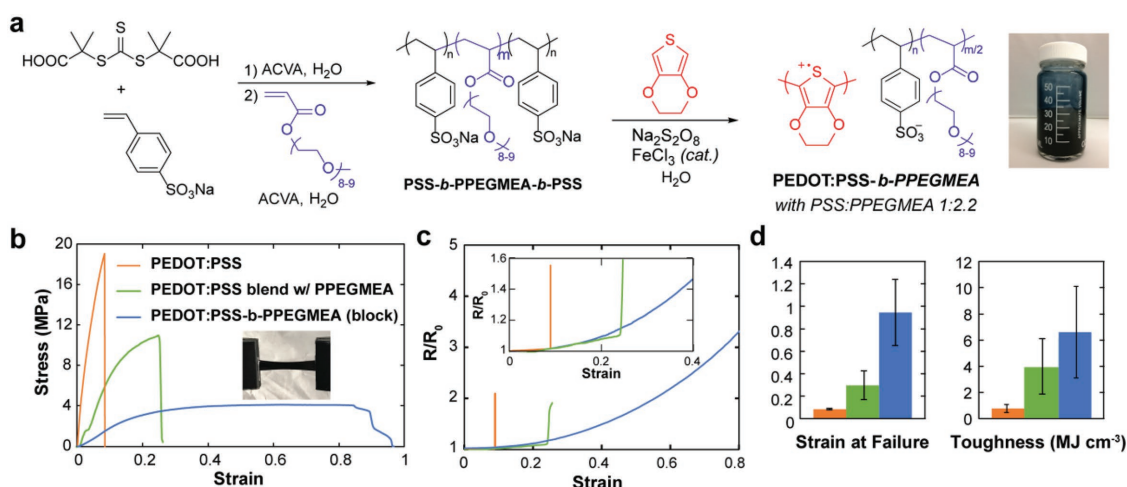 a
HOOC
S
S
S
COOH
+
SO₃Na
1) ACVA, H₂O
2)
O
O
O
8-9
ACVA, H₂O
n
m
n
O
O
O
8-9
SO₃Na
SO₃Na
PSS-b-PPEGMEA-b-PSS
S
O
O
Na₂S₂O₈
FeCl₃ (cat.)
H₂O
+•
S
n
O
O
n
m/2
O
O
O
8-9
SO₃⁻
PEDOT:PSS-b-PPEGMEA
with PSS:PPEGMEA 1:2.2
50
40
30
20
10
b
20
16
12
8
4
0
Stress (MPa)
PEDOT:PSS
PEDOT:PSS blend w/ PPEGMEA
PEDOT:PSS-b-PPEGMEA (block)
0 0.2 0.4 0.6 0.8 1
Strain
c
5
4
3
2
1
R/R₀
1.6
1.4
1.2
1
R/R₀
0 0.2 0.4
Strain
0 0.2 0.4 0.6 0.8
Strain
d
1.4
1.2
1
0.8
0.6
0.4
0.2
0
Strain at Failure
12
10
8
6
4
2
0
Toughness (MJ cm⁻³)